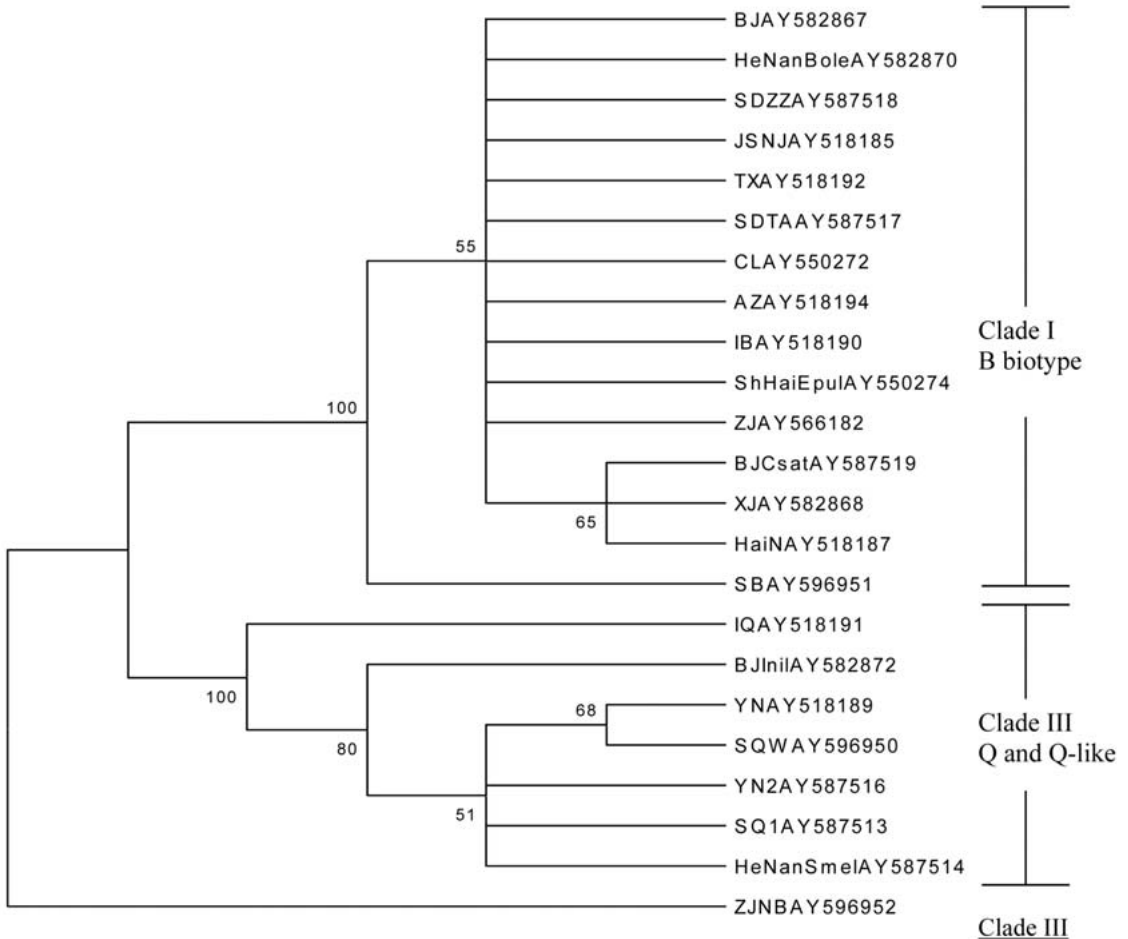 BJAY582867
HeNanBoleAY582870
SDZZAY587518
JSNJAY518185
TXAY518192
SDTAAY587517
55
CLAY550272
AZAY518194
Clade I
IBAY518190
B biotype
ShHaiEpulAY550274
100
ZJAY566182
BJCsatAY587519
XJAY582868
65
HaiNAY518187
SBAY596951
IQAY518191
BJInilAY582872
100
YNAY518189
68
Clade III
SQWAY596950
80
Q and Q-like
YN2AY587516
51
SQ1AY587513
HeNanSmelAY587514
ZJNBAY596952
Clade III